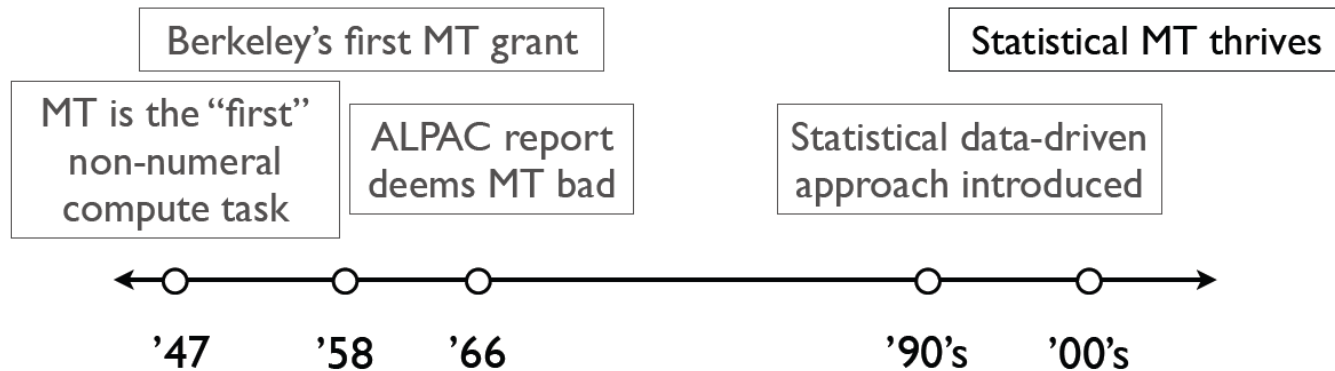 Berkeley’s first MT grant
Statistical MT thrives
MT is the “first”
non-numeral
compute task
ALPAC report
deems MT bad
Statistical data-driven
approach introduced
’47
’58
’66
’90’s
’00’s